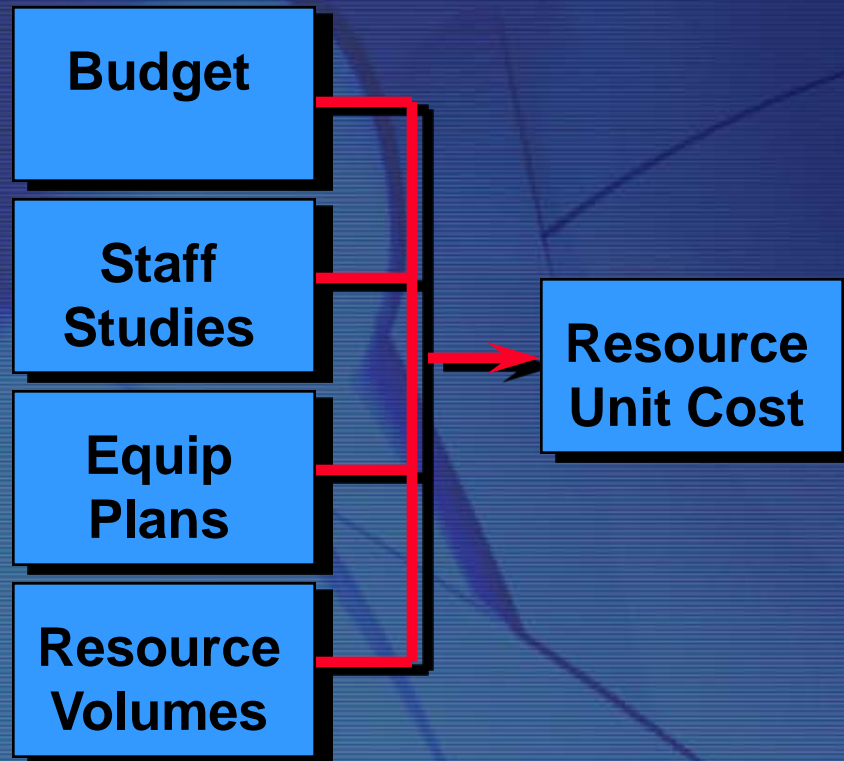 Budget
Staff
Studies
Equip
Plans
Resource
Volumes
Resource
Unit Cost